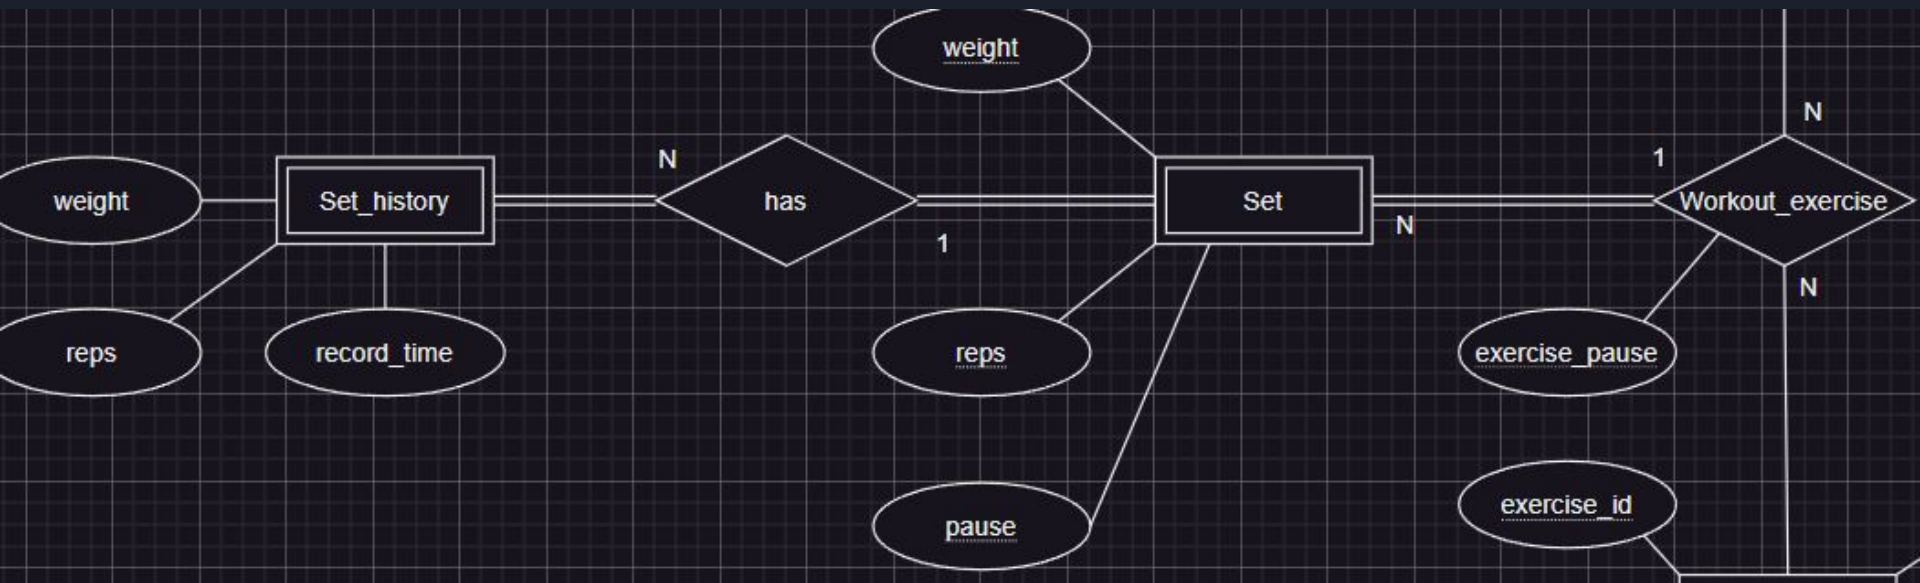 weight
N
N
1
weight
Set_history
has
Set
Workout_exercise
N
1
N
reps
record_time
reps
exercise_pause
exercise_id
pause